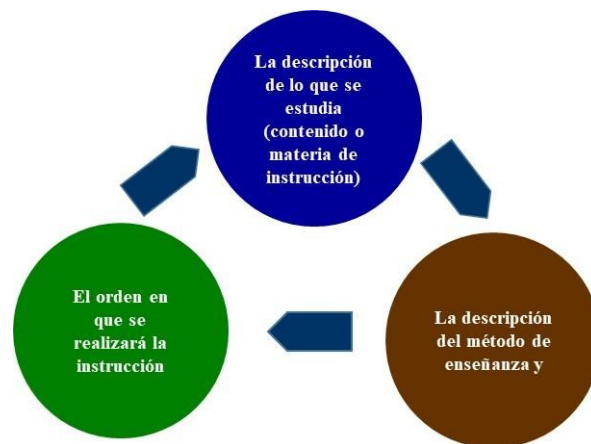 La descripción
de lo que se
estudia
(contenido o
materia de
instrucción)
La descripción
del método de
enseñanza y
El orden en
que se
realizará la
instrucción